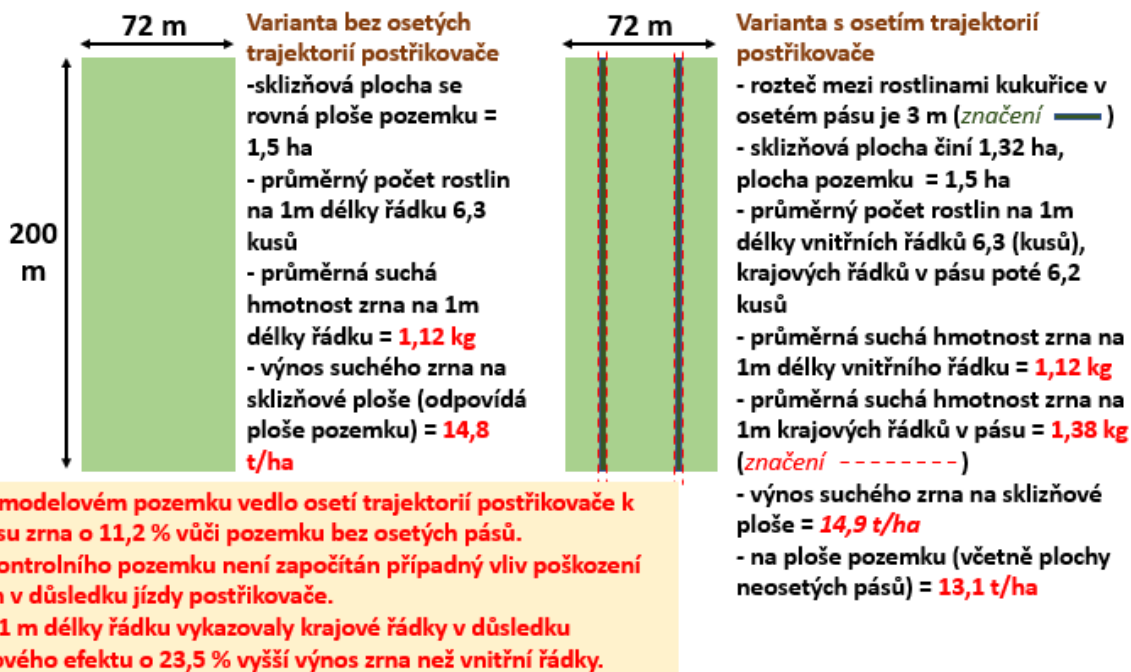 72 m
200
m
Varianta bez osetých
trajektorií postřikovače
-sklizňová plocha se
rovná ploše pozemku =
1,5 ha
- průměrný počet rostlin
na 1m délky řádku 6,3
kusů
- průměrná suchá
hmotnost zrna na 1m
délky řádku = 1,12 kg
- výnos suchého zrna na
sklizňové ploše (odpovídá
ploše pozemku) = 14,8
t/ha
72 m
Varianta s osetím trajektorií
postřikovače
- rozteč mezi rostlinami kukuřice v
osetém pásu je 3 m (značení )
- sklizňová plocha činí 1,32 ha,
plocha pozemku = 1,5 ha
- průměrný počet rostlin na 1m
délky vnitřních řádků 6,3 (kusů),
krajových řádků v pásu poté 6,2
kusů
- průměrná suchá hmotnost zrna na
1m délky vnitřního řádku = 1,12 kg
- průměrná suchá hmotnost zrna na
1m krajových řádků v pásu = 1,38 kg
(značení --------)
- výnos suchého zrna na sklizňové
ploše = 14,9 t/ha
- na ploše pozemku (včetně plochy
neosetých pásů) = 13,1 t/ha
modelovém pozemku vedlo osetí trajektorií postřikovače k
su zrna o 11,2 % vůči pozemku bez osetých pásů.
ontrolního pozemku není započítán případný vliv poškození
v důsledku jízdy postřikovače.
1 m délky řádku vykazovaly krajové řádky v důsledku
ového efektu o 23,5 % vyšší výnos zrna než vnitřní řádky.